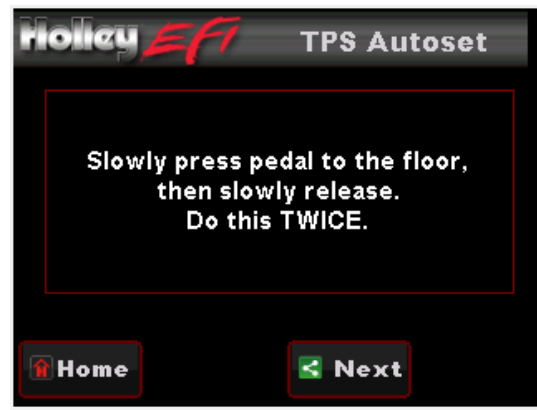 Holley EFI TPS Autoset
Slowly press pedal to the floor,
then slowly release.
Do this TWICE.
Home Next